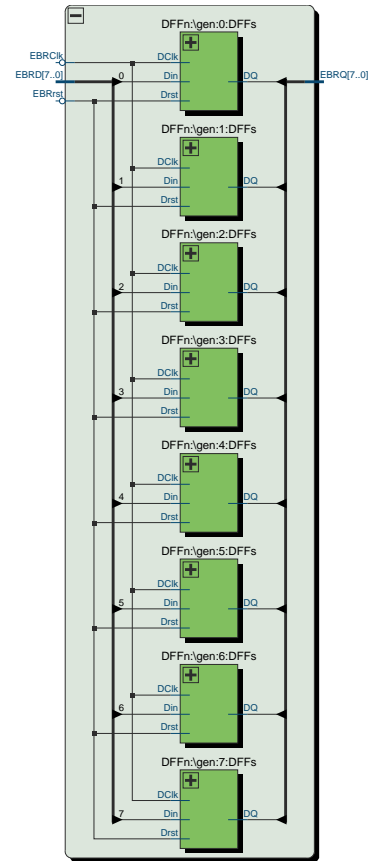 DFFn:\gen:0:DFFs
EBRClk
DClk
EBRD[7..0]
0
Din
DQ
EBRQ[7..0]
EBRrst
Drst
DFFn:\gen:1:DFFs
DClk
1
Din
DQ
Drst
DFFn:\gen:2:DFFs
DClk
2
Din
DQ
Drst
DFFn:\gen:3:DFFs
DClk
3
Din
DQ
Drst
DFFn:\gen:4:DFFs
DClk
4
Din
DQ
Drst
DFFn:\gen:5:DFFs
DClk
5
Din
DQ
Drst
DFFn:\gen:6:DFFs
DClk
6
Din
DQ
Drst
DFFn:\gen:7:DFFs
DClk
7
Din
DQ
Drst